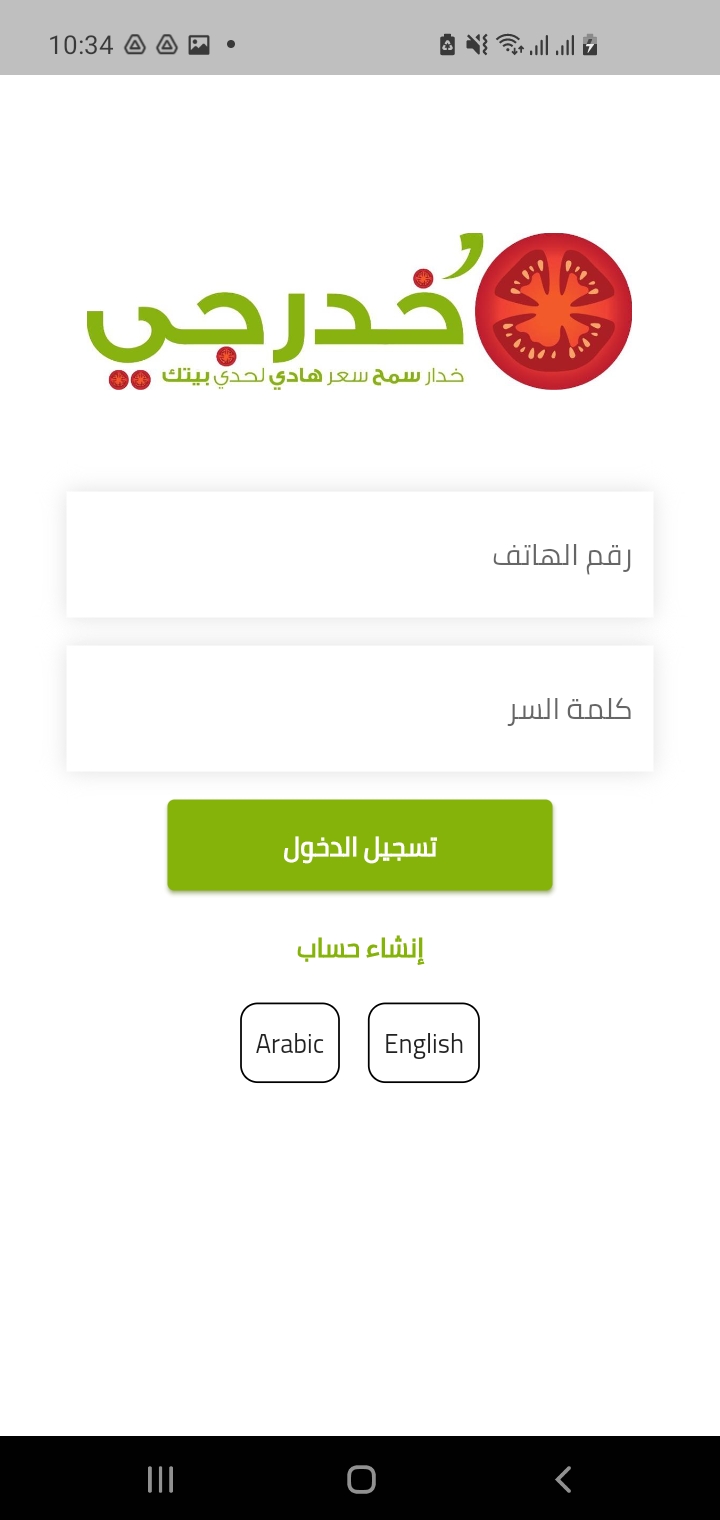 10:34
خُدرجي
خدار سمح سعر هادي لحدي بيتك
رقم الهاتف
كلمة السر
تسجيل الدخول
إنشاء حساب
Arabic English